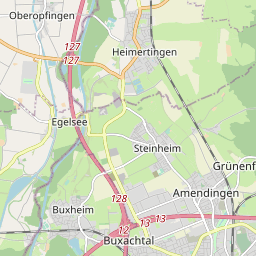 Oberopfingen
127
127
Heimertingen
Egelsee
Steinheim
Grünenf
128
Amendingen
Buxheim
12
13
13
Buxachtal